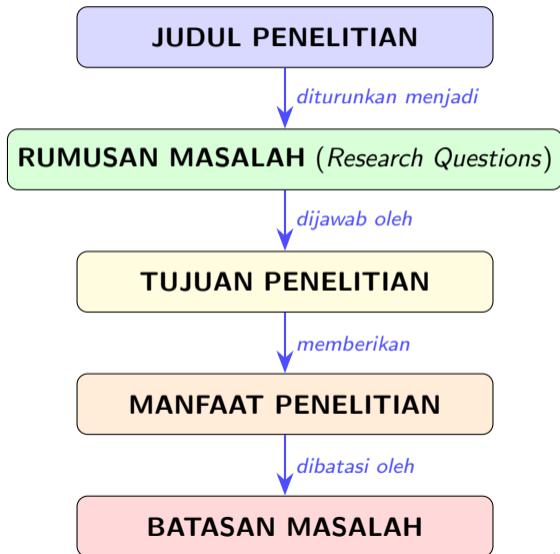 JUDUL PENELITIAN
diturunkan menjadi
RUMUSAN MASALAH (Research Questions)
dijawab oleh
TUJUAN PENELITIAN
memberikan
MANFAAT PENELITIAN
dibatasi oleh
BATASAN MASALAH